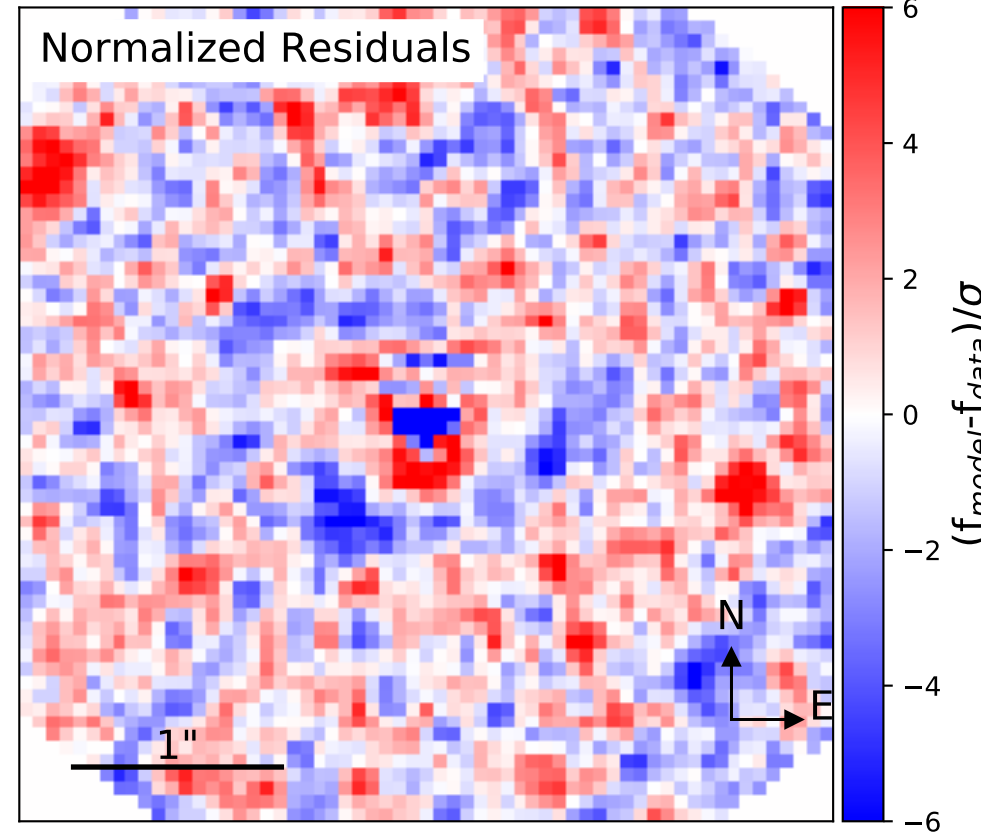 Normalized Residuals
6
4
2
0
−2
−4
−6
(f_model-f_data)/σ
N
E
1"